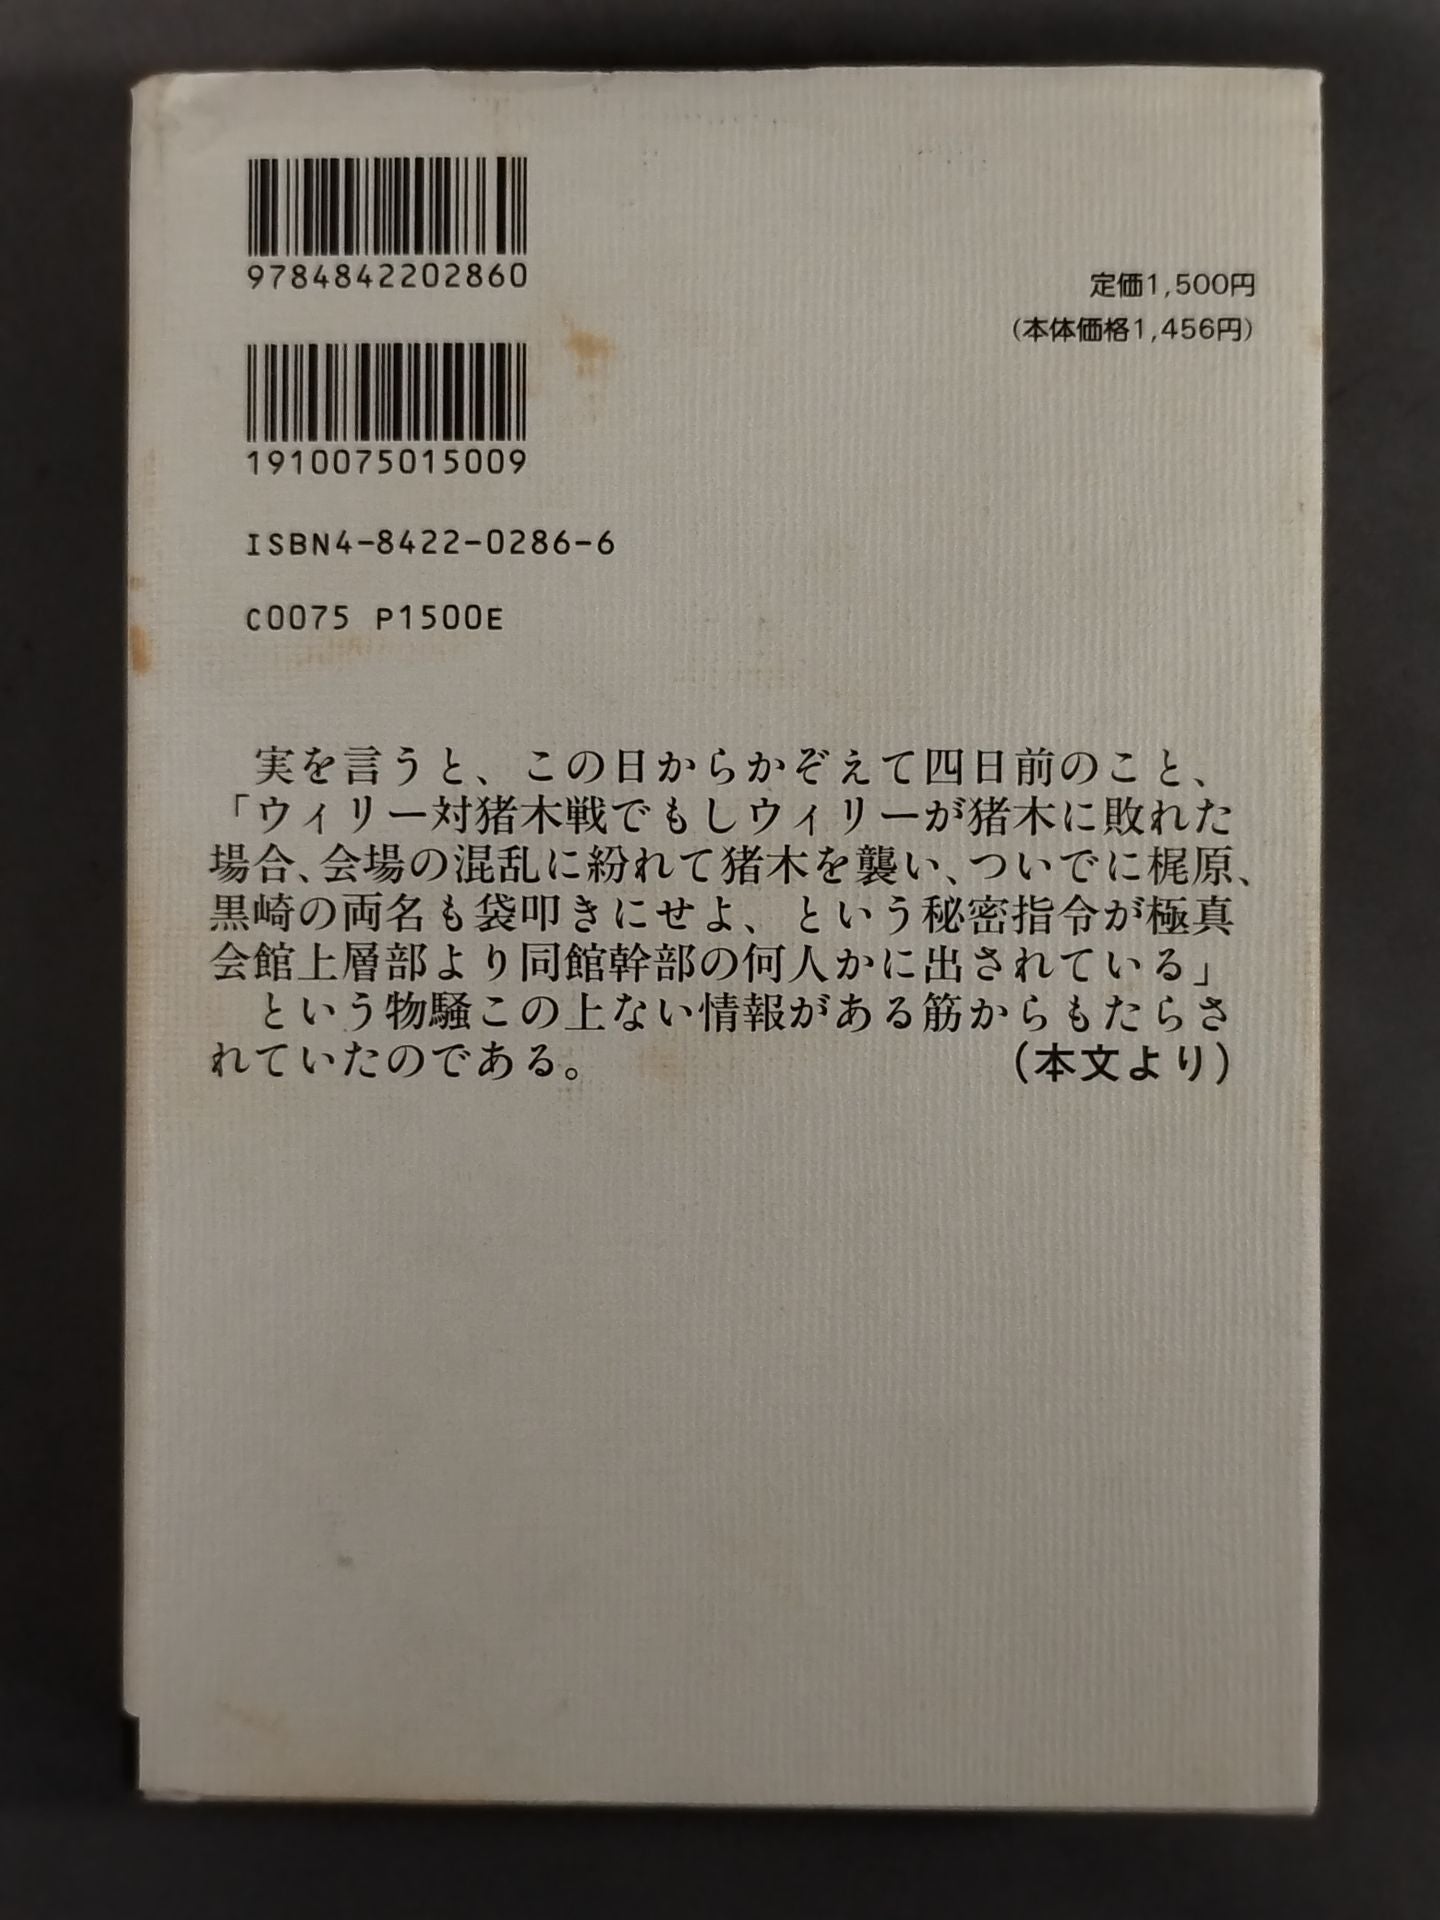 9784842202860
定価1,500円
(本体価格1,456円)
1910075015009
ISBN4-8422-0286-6
C0075 P1500E
実を言うと、この日からかぞえて四日前のこと、
「ウィリー対猪木戦でもしウィリーが猪木に敗れた
場合、会場の混乱に紛れて猪木を襲い、ついでに梶原、
黒崎の両名も袋叩きにせよ、という秘密指令が極真
会館上層部より同館幹部の何人かに出されている」
という物騒この上ない情報がある筋からもたらさ
れていたのである。 (本文より)